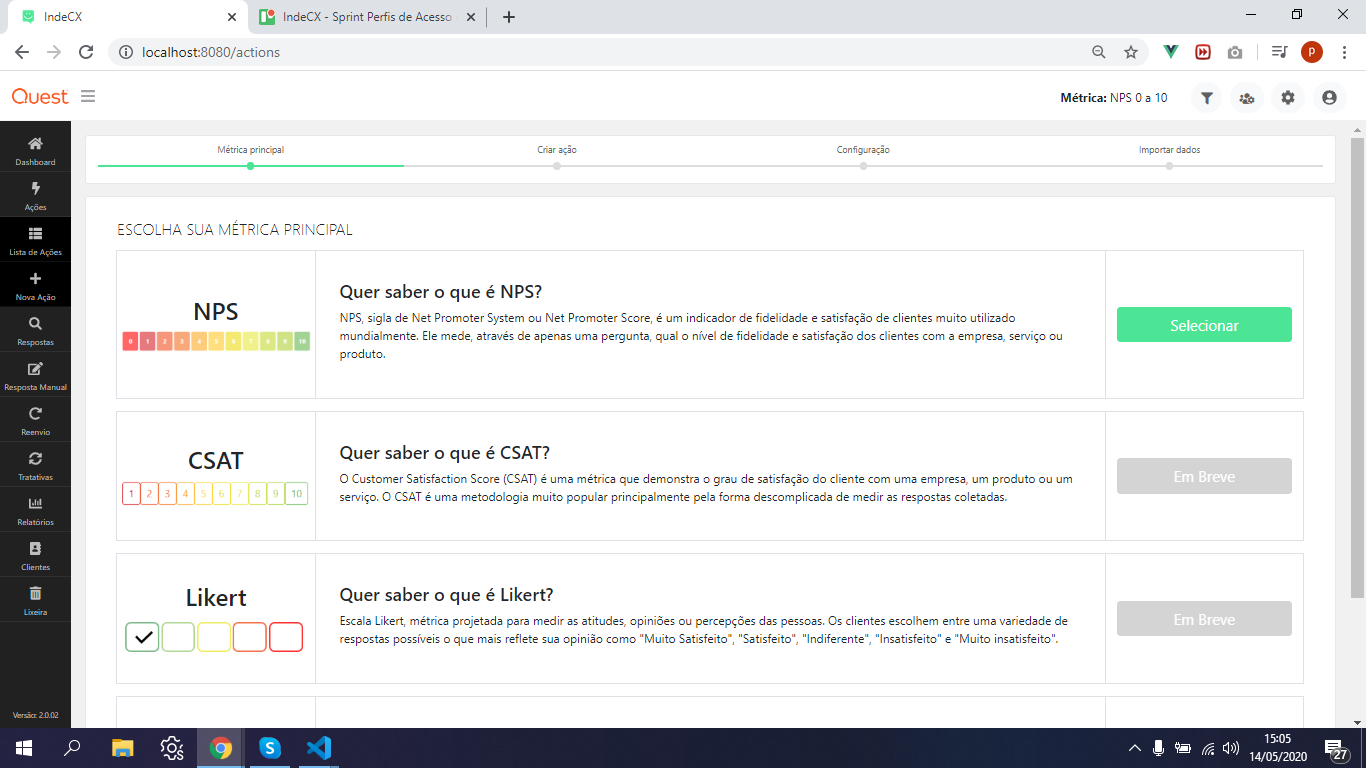 IndeCX
IndeCX - Sprint Perfis de Acesso
localhost:8080/actions
P
Quest
Métrica: NPS 0 a 10
Dashboard
Ações
Lista de Ações
Nova Ação
Respostas
Resposta Manual
Reenvio
Tratativas
Relatórios
Clientes
Lixeira
Versão: 2.0.02
Métrica principal
Criar ação
Configuração
Importar dados
ESCOLHA SUA MÉTRICA PRINCIPAL
NPS
0 1 2 3 4 5 6 7 8 9 10
Quer saber o que é NPS?
NPS, sigla de Net Promoter System ou Net Promoter Score, é um indicador de fidelidade e satisfação de clientes muito utilizado
mundialmente. Ele mede, através de apenas uma pergunta, qual o nível de fidelidade e satisfação dos clientes com a empresa, serviço ou
produto.
Selecionar
CSAT
1 2 3 4 5 6 7 8 9 10
Quer saber o que é CSAT?
O Customer Satisfaction Score (CSAT) é uma métrica que demonstra o grau de satisfação do cliente com uma empresa, um produto ou um
serviço. O CSAT é uma metodologia muito popular principalmente pela forma descomplicada de medir as respostas coletadas.
Em Breve
Likert
Quer saber o que é Likert?
Escala Likert, métrica projetada para medir as atitudes, opiniões ou percepções das pessoas. Os clientes escolhem entre uma variedade de
respostas possíveis o que mais reflete sua opinião como "Muito Satisfeito", "Satisfeito", "Indiferente", "Insatisfeito" e "Muito insatisfeito".
Em Breve
S
15:05
14/05/2020
27